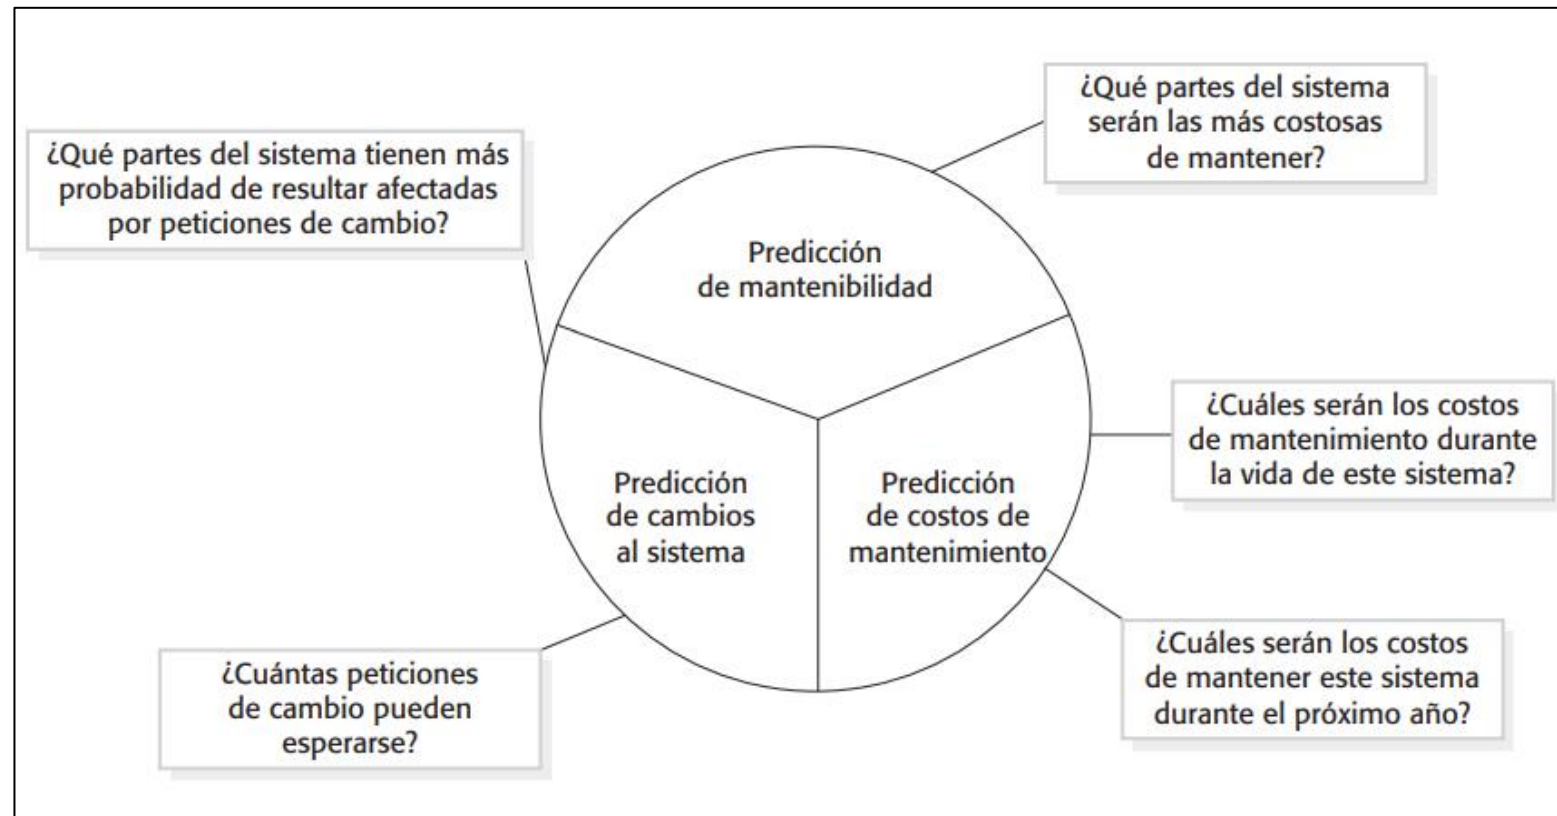 ¿Qué partes del sistema
serán las más costosas
de mantener?
¿Qué partes del sistema tienen más
probabilidad de resultar afectadas
por peticiones de cambio?
Predicción
de mantenibilidad
¿Cuáles serán los costos
de mantenimiento durante
la vida de este sistema?
Predicción
de cambios
al sistema
Predicción
de costos de
mantenimiento
¿Cuáles serán los costos
de mantener este sistema
durante el próximo año?
¿Cuántas peticiones
de cambio pueden
esperarse?